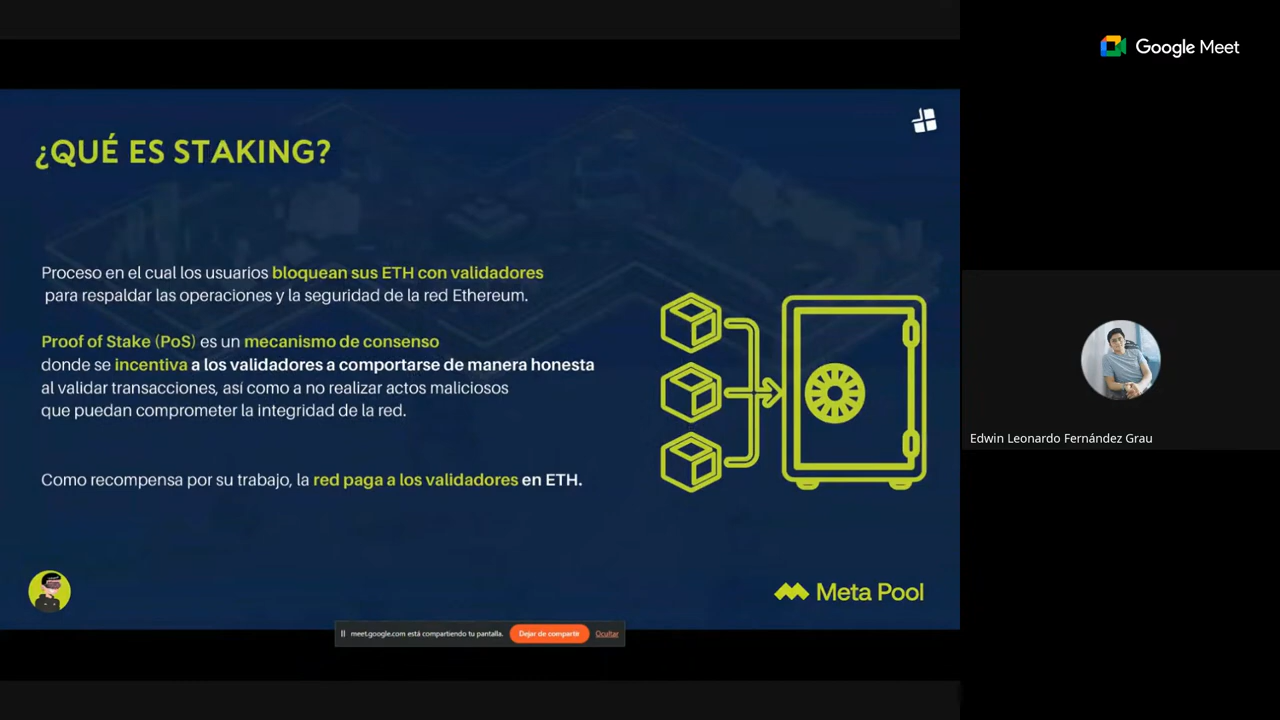 Google Meet
¿QUÉ ES STAKING?
Proceso en el cual los usuarios bloquean sus ETH con validadores
para respaldar las operaciones y la seguridad de la red Ethereum.
Proof of Stake (PoS) es un mecanismo de consenso
donde se incentiva a los validadores a comportarse de manera honesta
al validar transacciones, así como a no realizar actos maliciosos
que puedan comprometer la integridad de la red.
Como recompensa por su trabajo, la red paga a los validadores en ETH.
Meta Pool
meet.google.com está compartiendo tu pantalla.
Dejar de compartir
Ocultar
Edwin Leonardo Fernández Grau